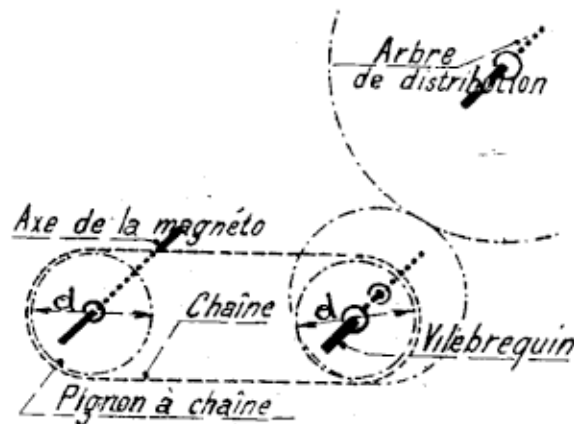 Arbre
de distribution
Axe de la magnéto
d
Chaîne
d
Vilebrequin
Pignon à chaîne